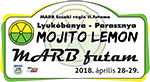 MARB Északi régió II.futama
Lyukóbánya - Parasznya
MOJITO LEMON
MARB futam
2018. április 28-29.